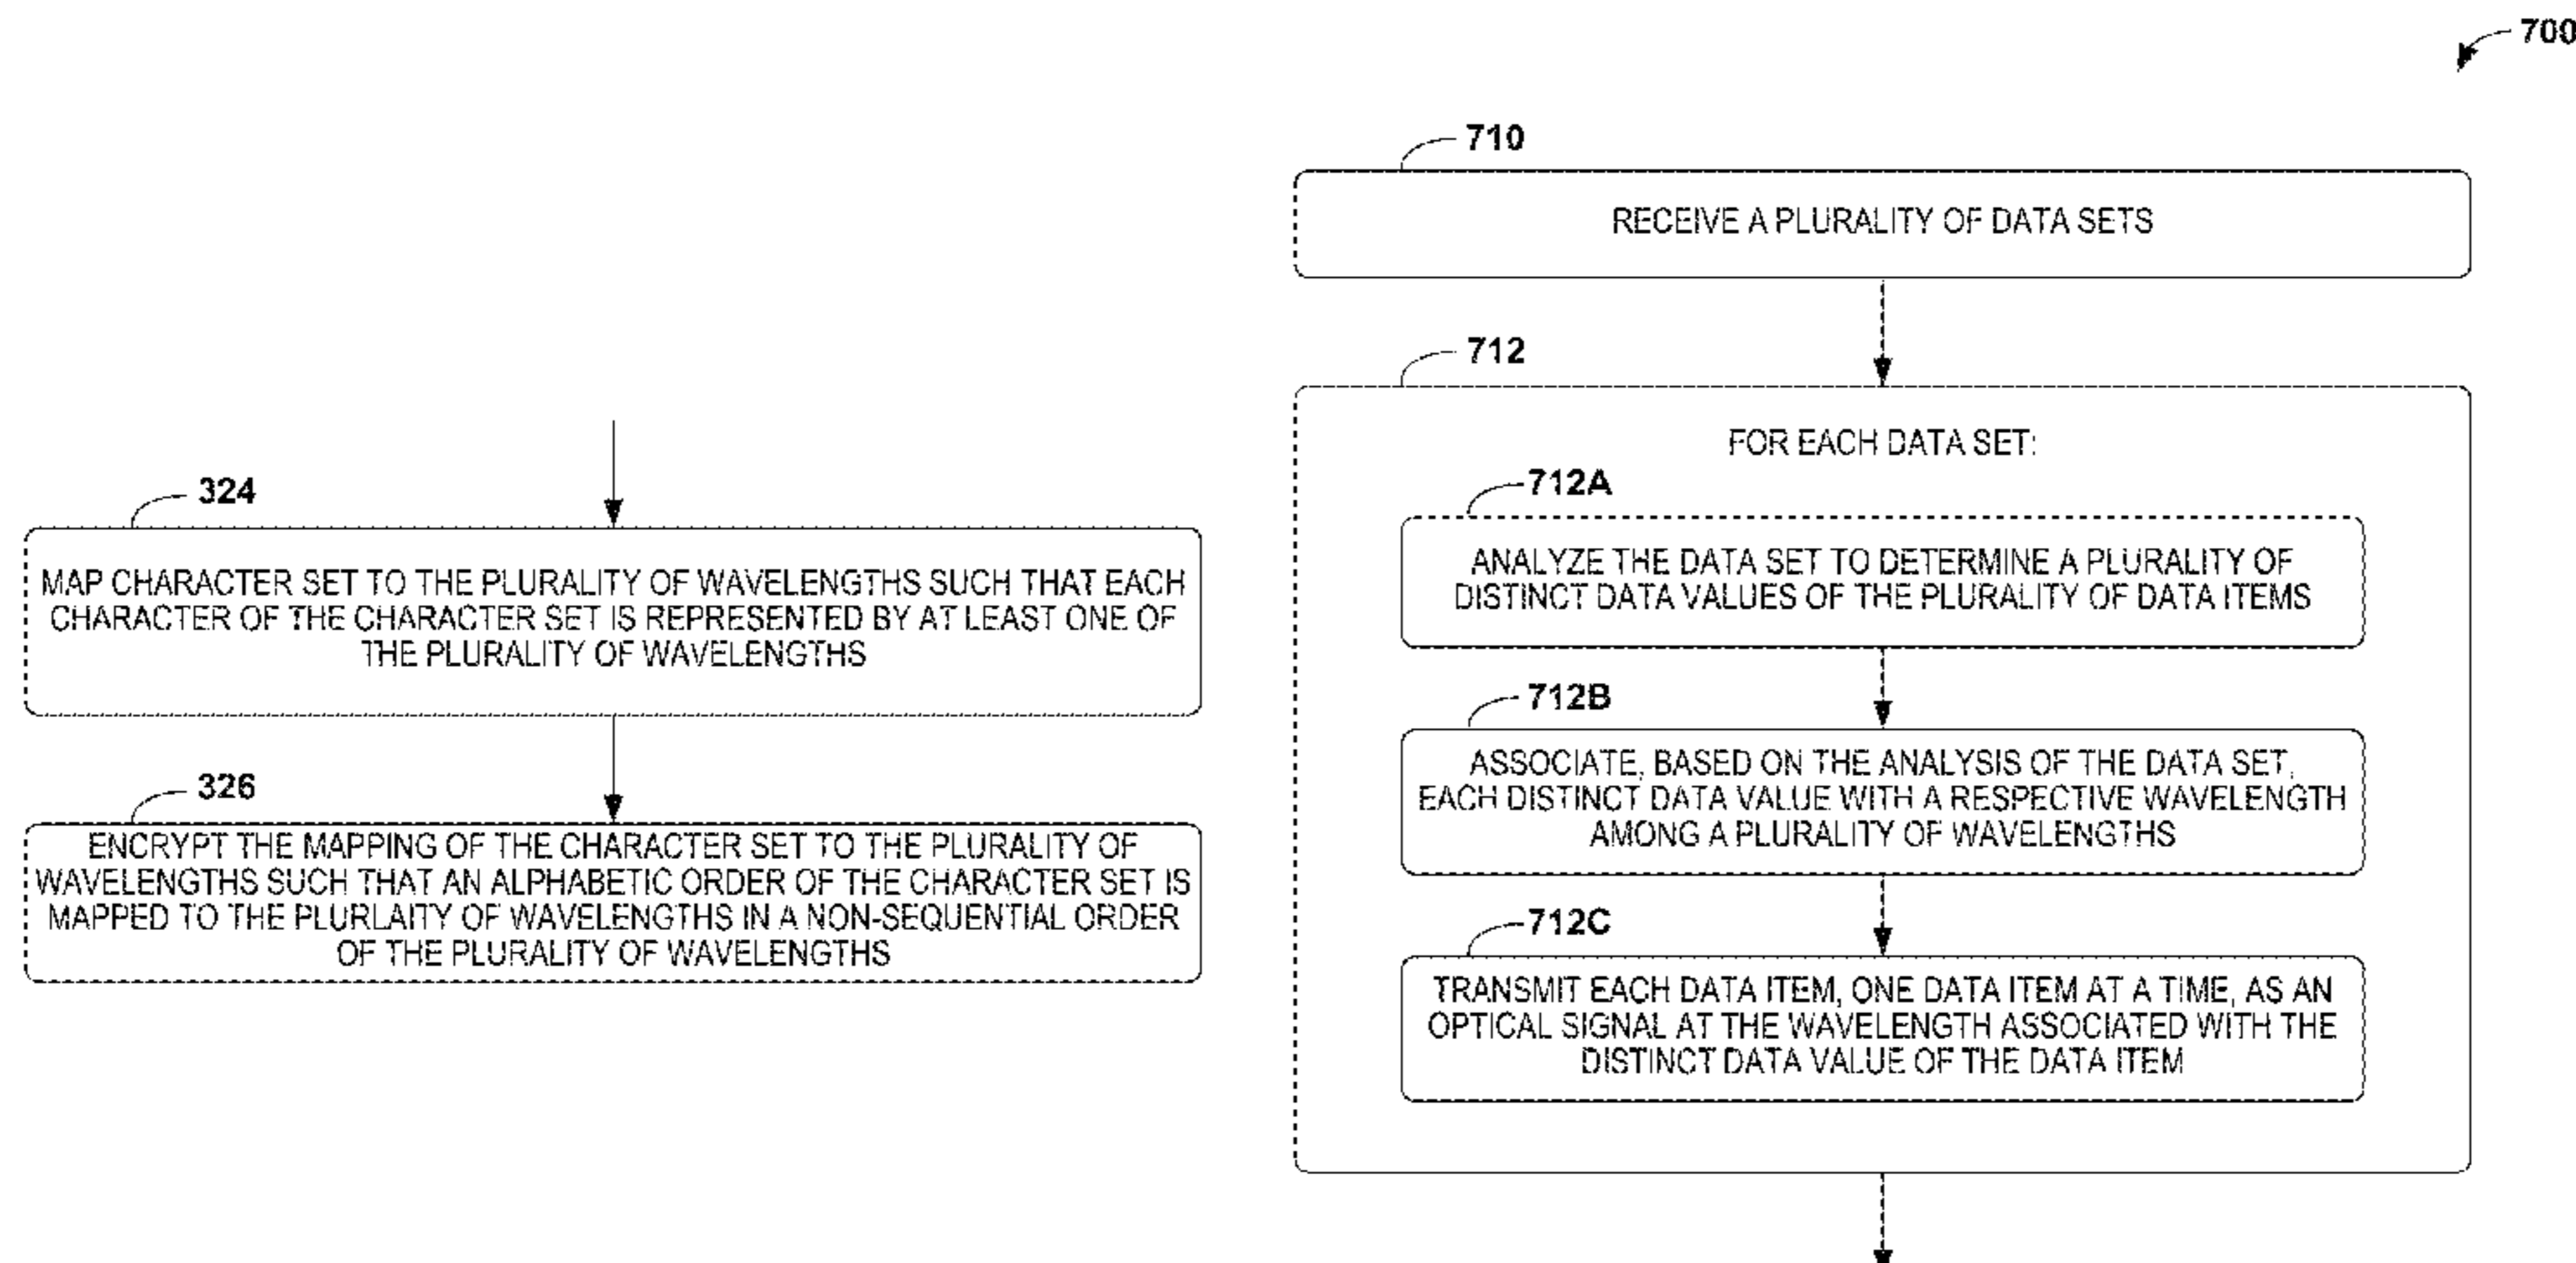 700
324
MAP CHARACTER SET TO THE PLURALITY OF WAVELENGTHS SUCH THAT EACH
CHARACTER OF THE CHARACTER SET IS REPRESENTED BY AT LEAST ONE OF
THE PLURALITY OF WAVELENGTHS
326
ENCRYPT THE MAPPING OF THE CHARACTER SET TO THE PLURALITY OF
WAVELENGTHS SUCH THAT AN ALPHABETIC ORDER OF THE CHARACTER SET IS
MAPPED TO THE PLURLAITY OF WAVELENGTHS IN A NON-SEQUENTIAL ORDER
OF THE PLURALITY OF WAVELENGTHS
710
RECEIVE A PLURALITY OF DATA SETS
712
FOR EACH DATA SET:
712A
ANALYZE THE DATA SET TO DETERMINE A PLURALITY OF
DISTINCT DATA VALUES OF THE PLURALITY OF DATA ITEMS
712B
ASSOCIATE, BASED ON THE ANALYSIS OF THE DATA SET,
EACH DISTINCT DATA VALUE WITH A RESPECTIVE WAVELENGTH
AMONG A PLURALITY OF WAVELENGTHS
712C
TRANSMIT EACH DATA ITEM, ONE DATA ITEM AT A TIME, AS AN
OPTICAL SIGNAL AT THE WAVELENGTH ASSOCIATED WITH THE
DISTINCT DATA VALUE OF THE DATA ITEM